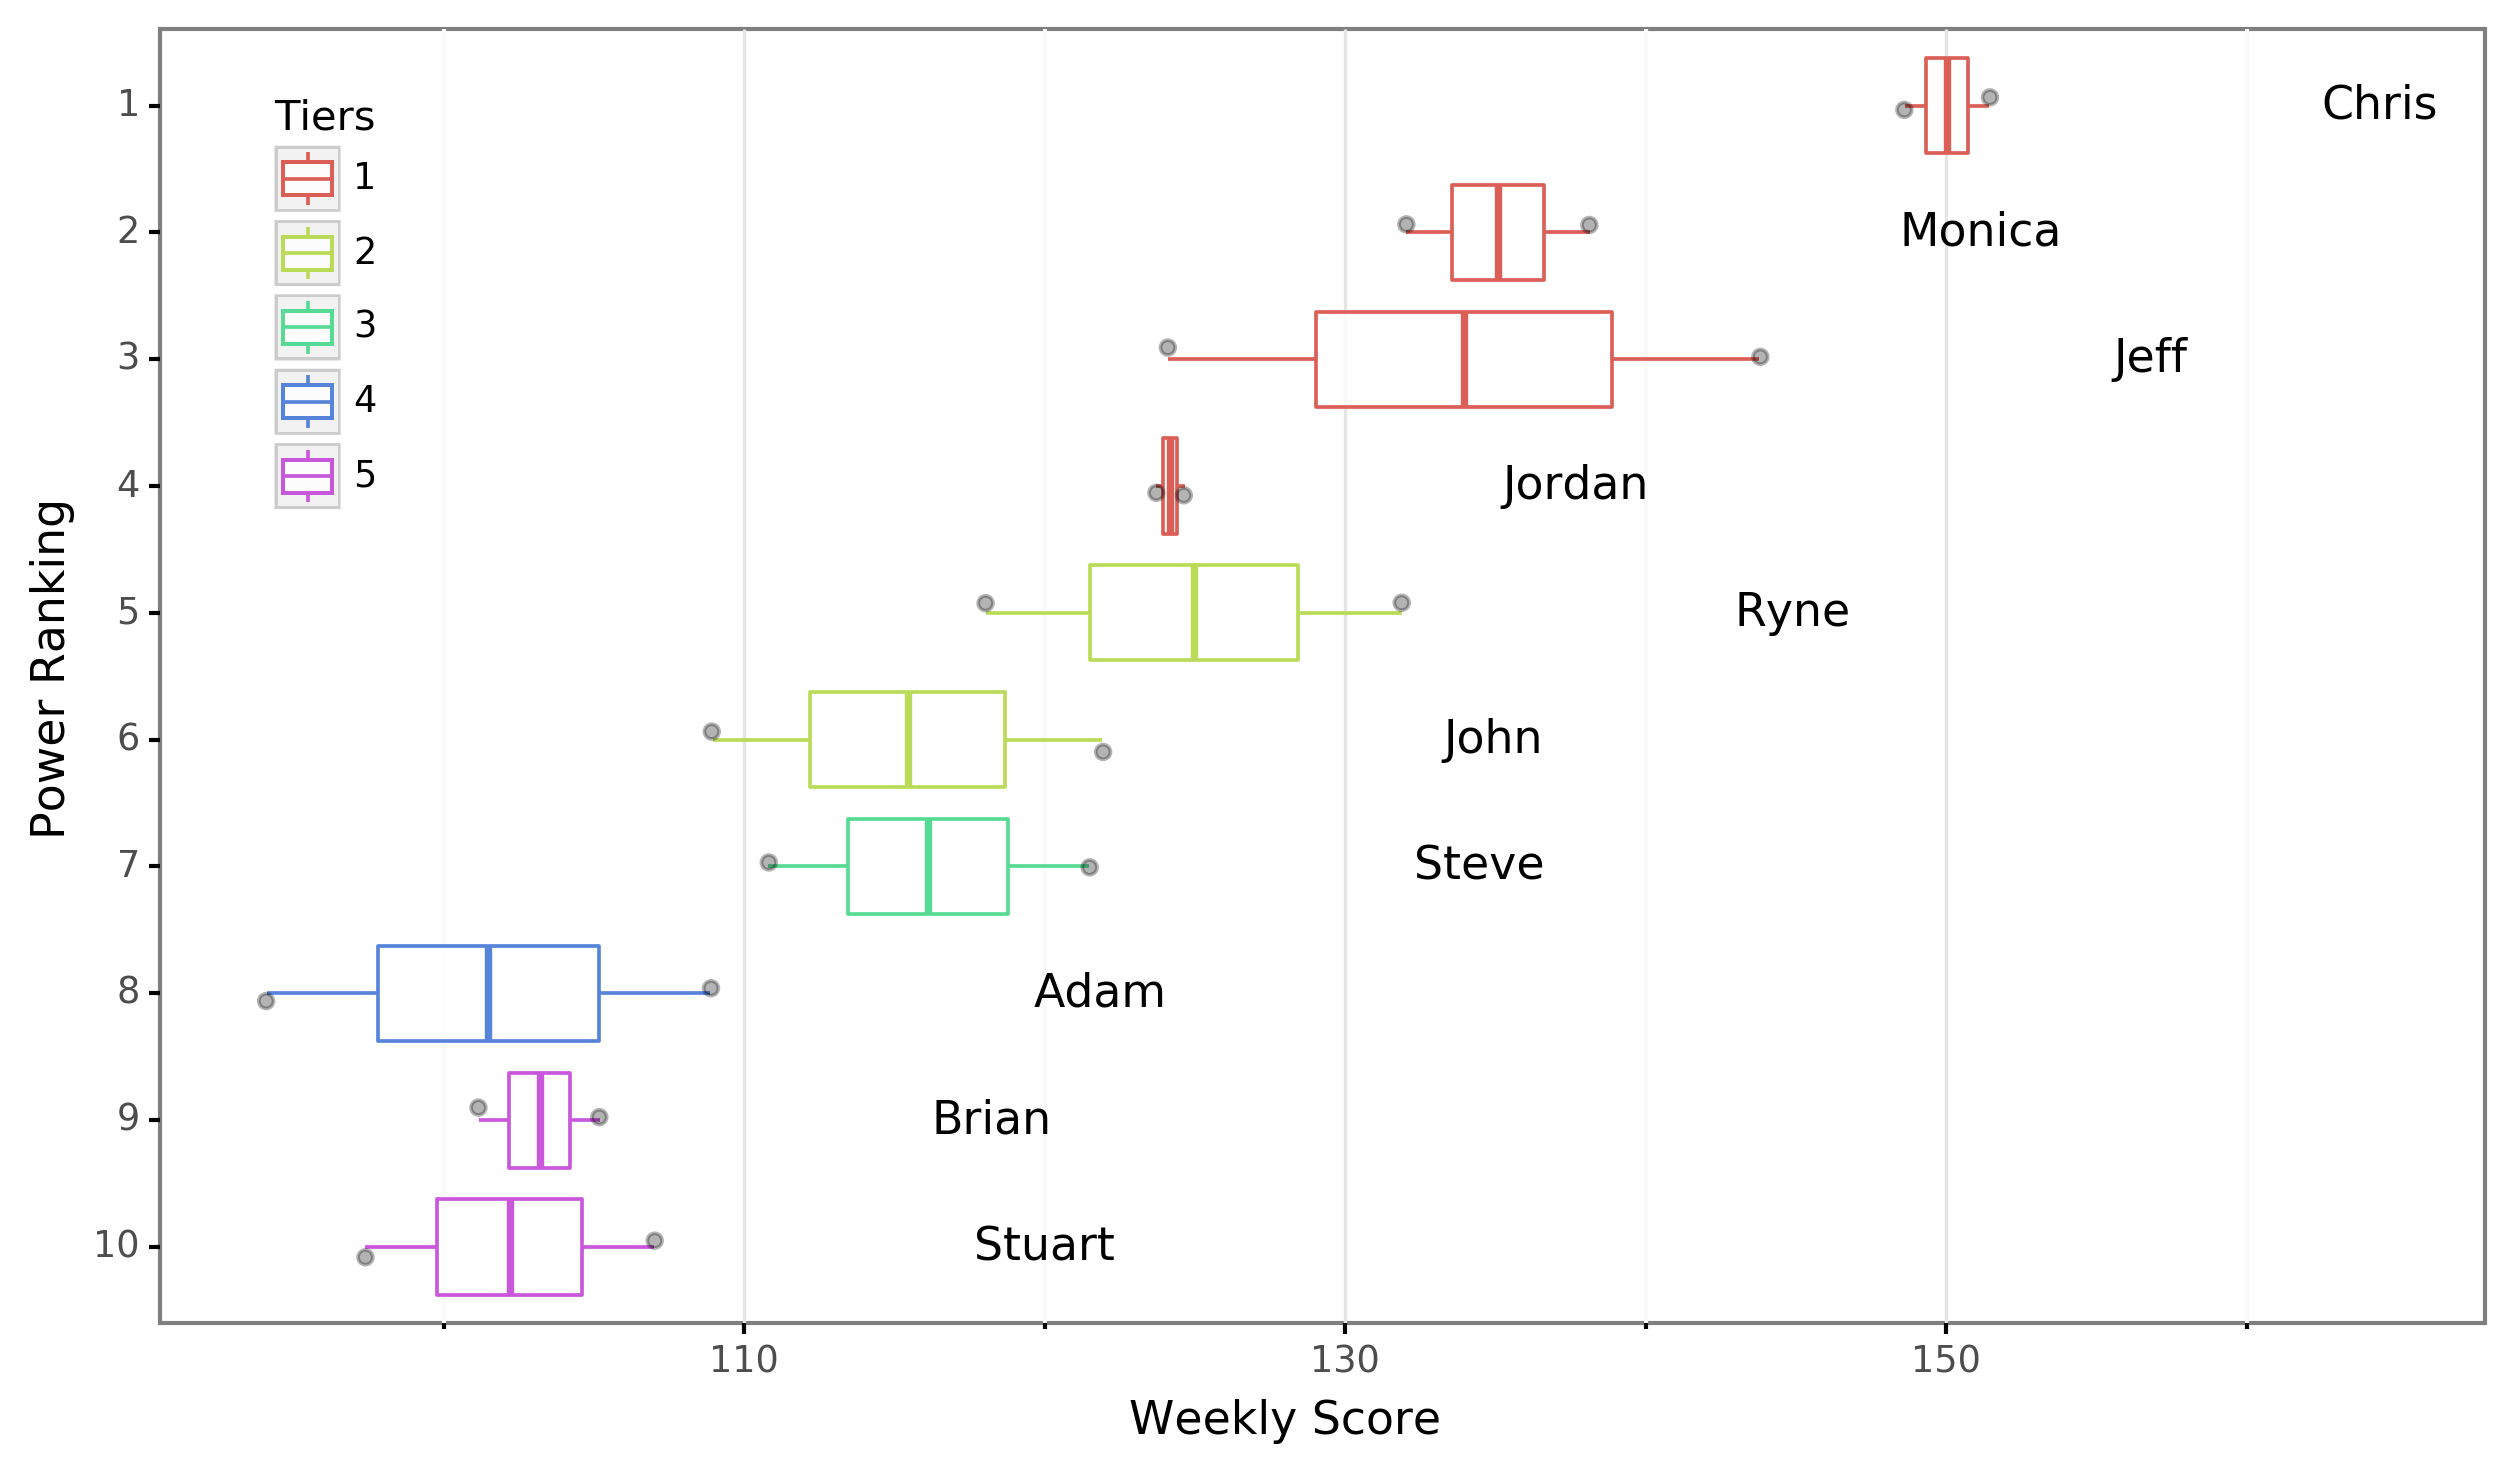 Tiers
1
2
3
4
5
Power Ranking
1
2
3
4
5
6
7
8
9
10
Chris
Monica
Jeff
Jordan
Ryne
John
Steve
Adam
Brian
Stuart
110 130 150
Weekly Score